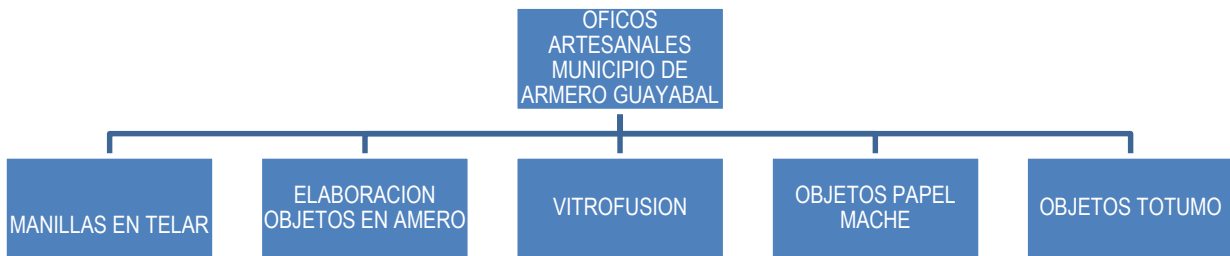 OFICOS
ARTESANALES
MUNICIPIO DE
ARMERO GUAYABAL
MANILLAS EN TELAR
ELABORACION
OBJETOS EN AMERO
VITROFUSION
OBJETOS PAPEL
MACHE
OBJETOS TOTUMO